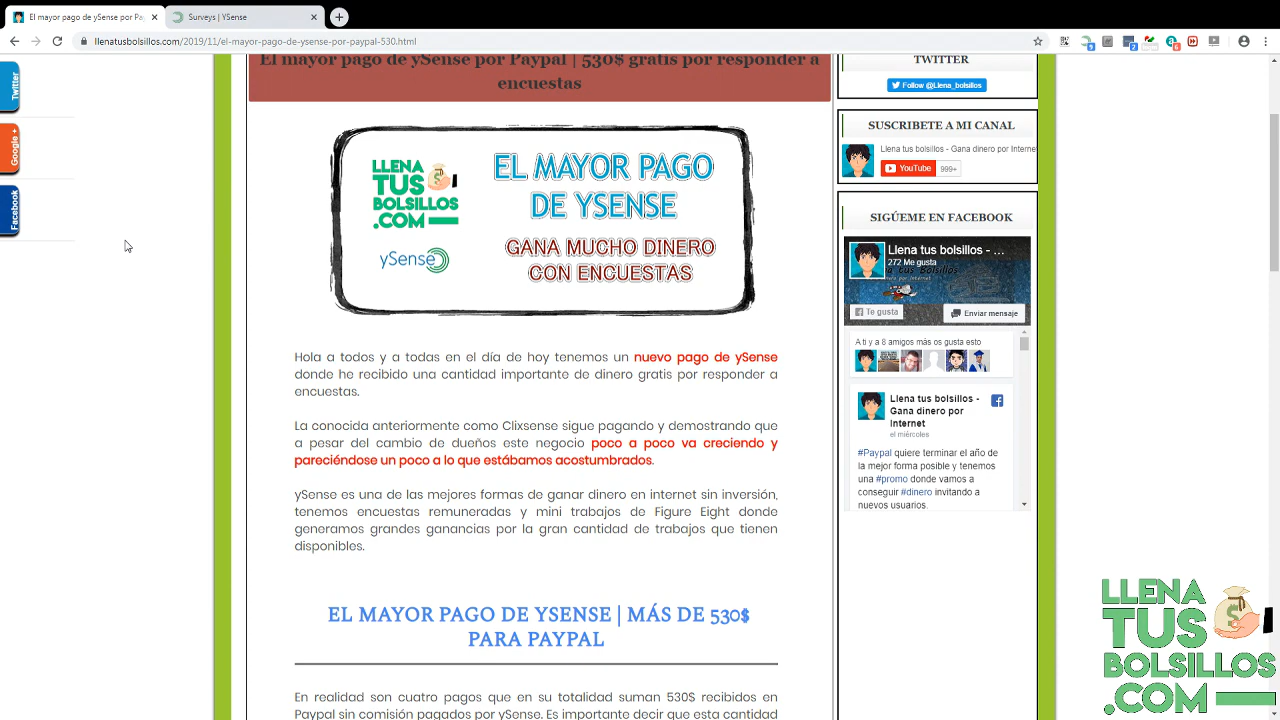 El mayor pago de ySense por Pa
Surveys | YSense
llenatusbolsillos.com/2019/11/el-mayor-pago-de-ysense-por-paypal-530.html
Twitter
Google +
Facebook
El mayor pago de ySense por Paypal | 530$ gratis por responder a
encuestas
LLENA
TUS
BOLSILLOS
.COM
ySense
EL MAYOR PAGO
DE YSENSE
GANA MUCHO DINERO
CON ENCUESTAS
Hola a todos y a todas en el día de hoy tenemos un nuevo pago de ySense
donde he recibido una cantidad importante de dinero gratis por responder a
encuestas.
La conocida anteriormente como Clixsense sigue pagando y demostrando que
a pesar del cambio de dueños este negocio poco a poco va creciendo y
pareciéndose un poco a lo que estábamos acostumbrados.
ySense es una de las mejores formas de ganar dinero en internet sin inversión,
tenemos encuestas remuneradas y mini trabajos de Figure Eight donde
generamos grandes ganancias por la gran cantidad de trabajos que tienen
disponibles.
EL MAYOR PAGO DE YSENSE | MÁS DE 530$
PARA PAYPAL
En realidad son cuatro pagos que en su totalidad suman 530$ recibidos en
Paypal sin comisión pagados por ySense. Es importante decir que esta cantidad
TWITTER
Follow @Llena_bolsillos
SUSCRIBETE A MI CANAL
Llena tus bolsillos - Gana dinero por Internet
YouTube 999+
SIGÚEME EN FACEBOOK
Llena tus bolsillos - ...
272 Me gusta
Te gusta
Enviar mensaje
A ti y a 8 amigos más os gusta esto
Llena tus bolsillos -
Gana dinero por
Internet
el miércoles
#Paypal quiere terminar el año de
la mejor forma posible y tenemos
una #promo donde vamos a
conseguir #dinero invitando a
nuevos usuarios.
LLENA
TUS
BOLSILLOS
.COM